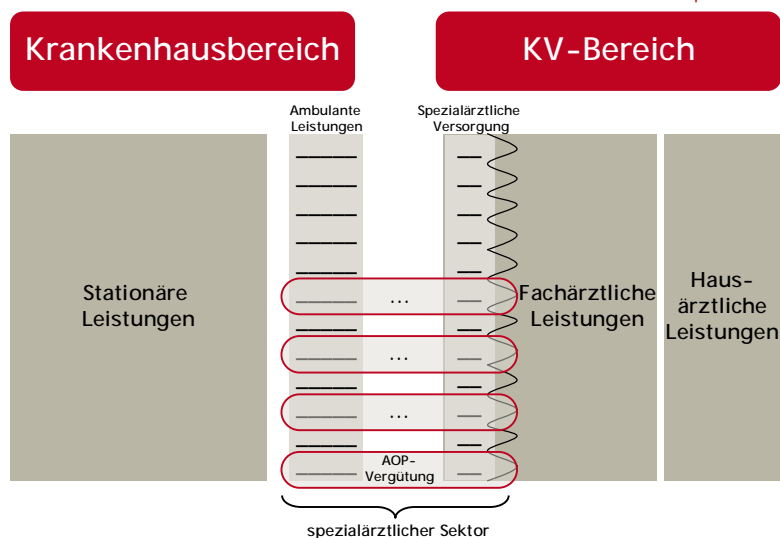 Krankenhausbereich
KV-Bereich
Ambulante
Leistungen
Spezialärztliche
Versorgung
Stationäre
Leistungen
...
...
...
AOP-
Vergütung
Fachärztliche
Leistungen
Haus-
ärztliche
Leistungen
spezialärztlicher Sektor